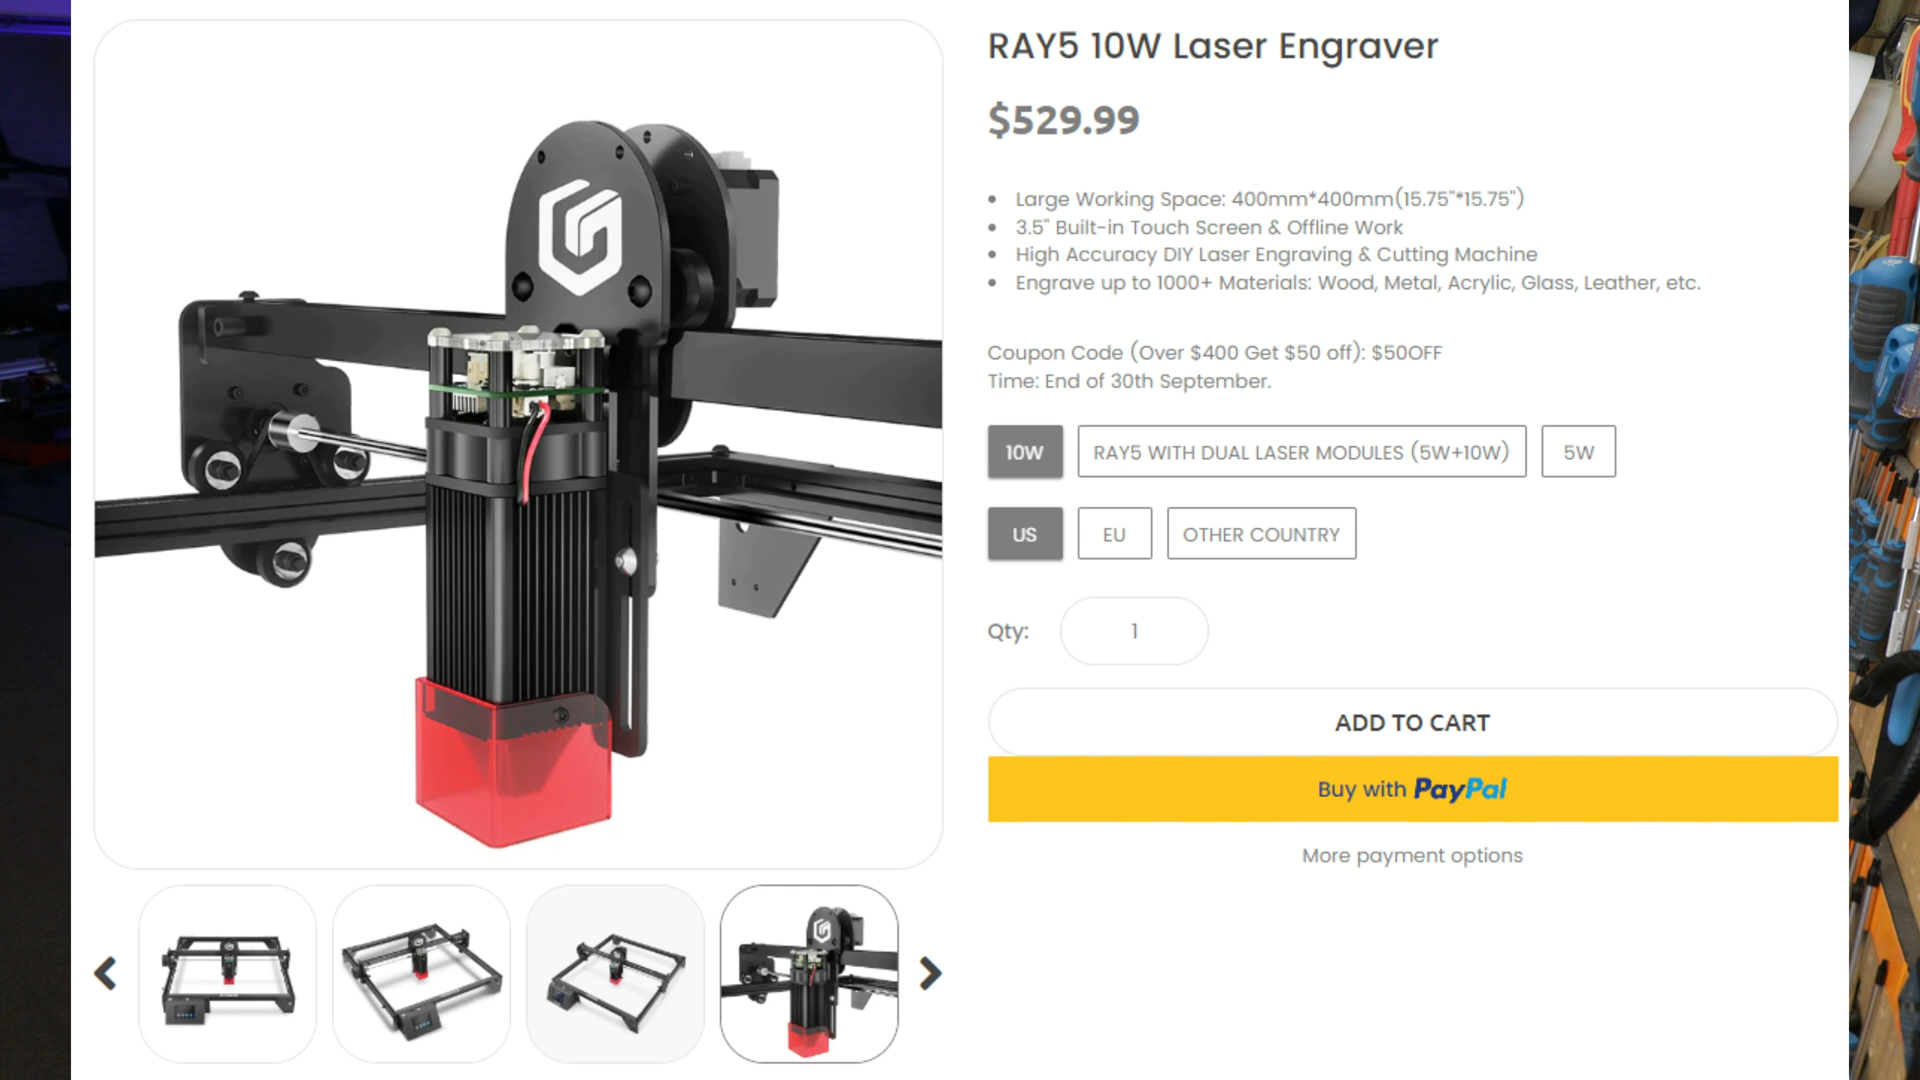 RAY5 10W Laser Engraver
$529.99
Large Working Space: 400mm*400mm(15.75"*15.75")
3.5" Built-in Touch Screen & Offline Work
High Accuracy DIY Laser Engraving & Cutting Machine
Engrave up to 1000+ Materials: Wood, Metal, Acrylic, Glass, Leather, etc.
Coupon Code (Over $400 Get $50 off): $50OFF
Time: End of 30th September.
10W RAY5 WITH DUAL LASER MODULES (5W+10W) 5W
US EU OTHER COUNTRY
Qty: 1
ADD TO CART
Buy with PayPal
More payment options